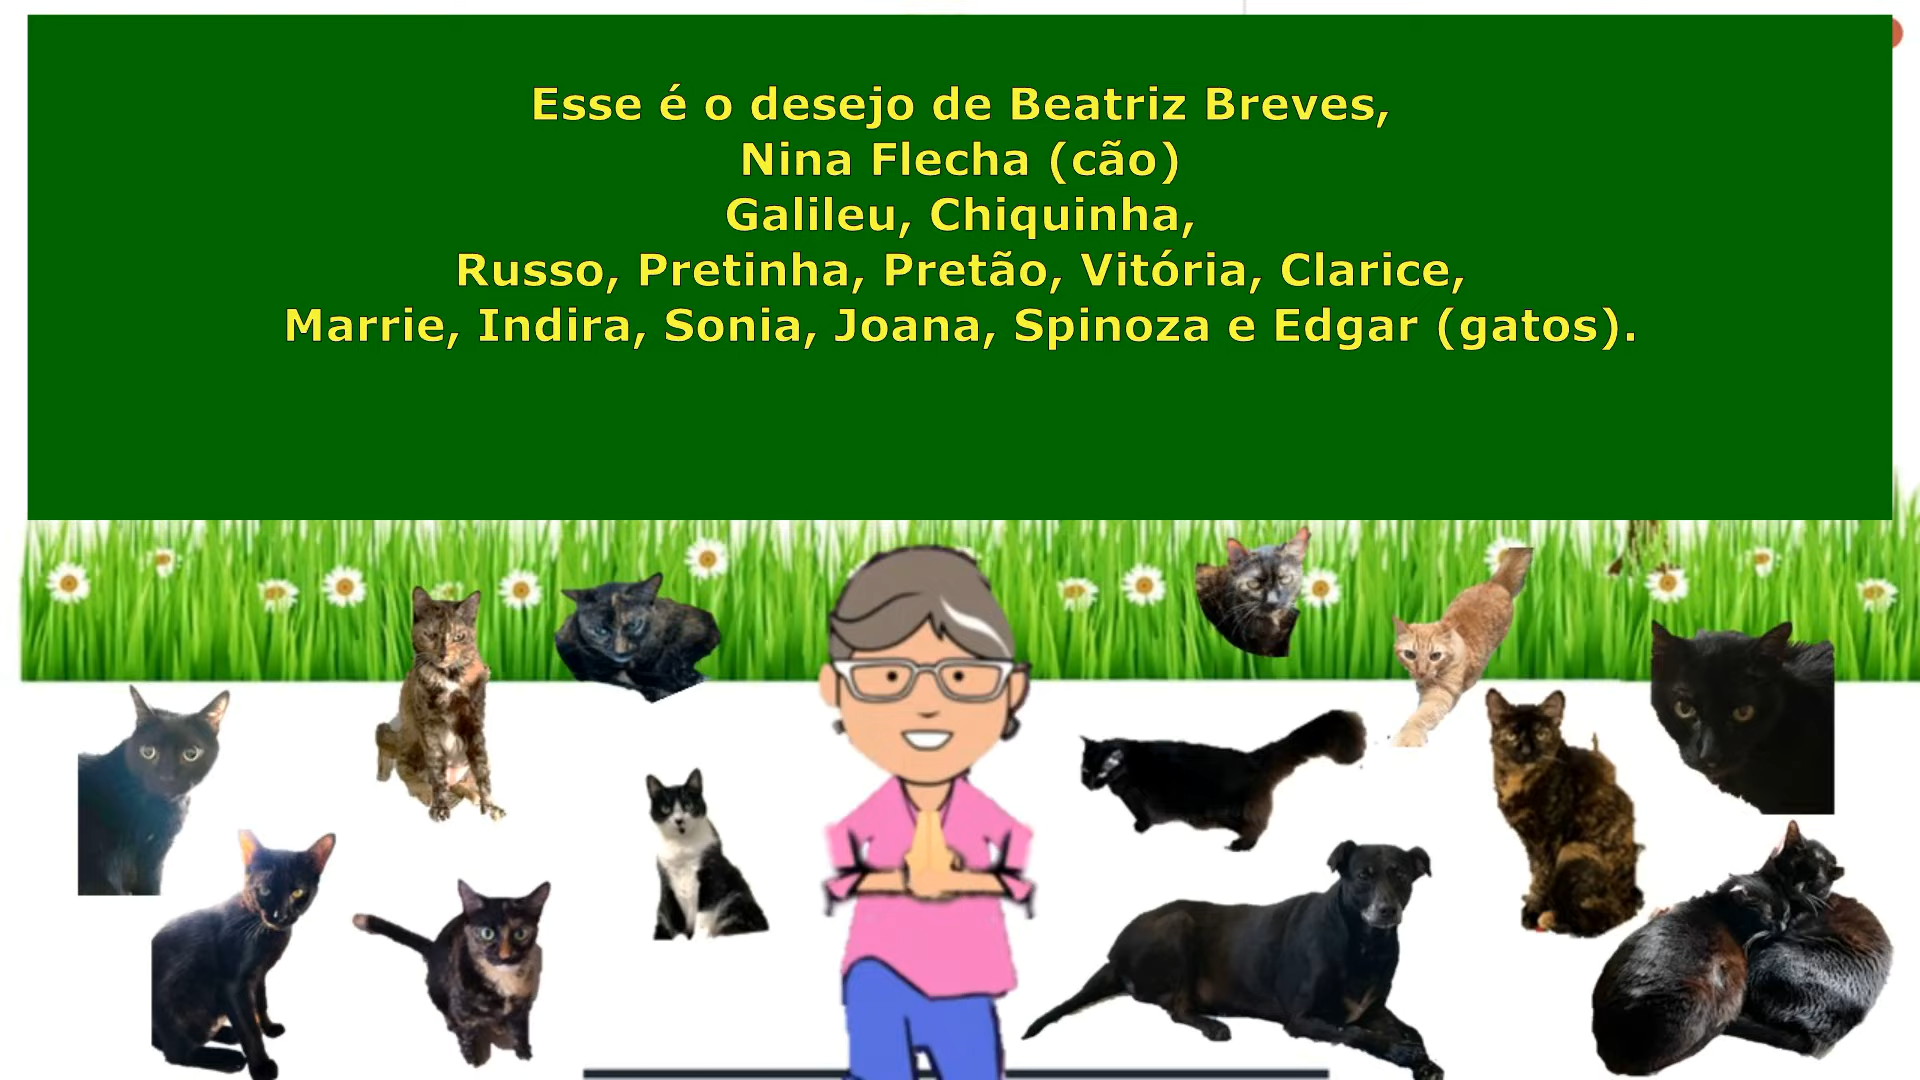 Esse é o desejo de Beatriz Breves,
Nina Flecha (cão)
Galileu, Chiquinha,
Russo, Pretinha, Pretão, Vitória, Clarice,
Marrie, Indira, Sonia, Joana, Spinoza e Edgar (gatos).